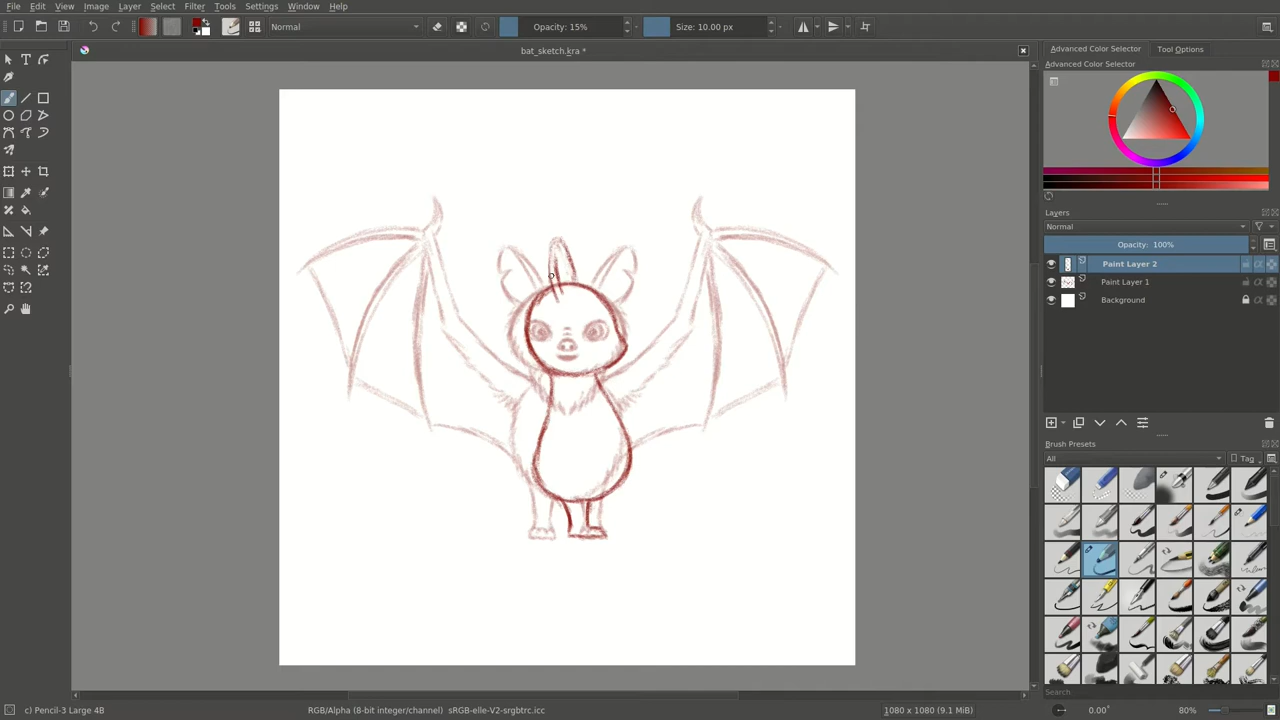 File Edit View Image Layer Select Filter Tools Settings Window Help
Normal
Opacity: 15%
Size: 10.00 px
bat_sketch.kra *
Advanced Color Selector
Tool Options
Advanced Color Selector
Layers
Normal
Opacity: 100%
Paint Layer 2
Paint Layer 1
Background
Brush Presets
All
Tag
Search
c) Pencil-3 Large 4B
RGB/Alpha (8-bit integer/channel) sRGB-elle-V2-srgbtrc.icc
1080 x 1080 (9.1 MiB)
0.00°
80%